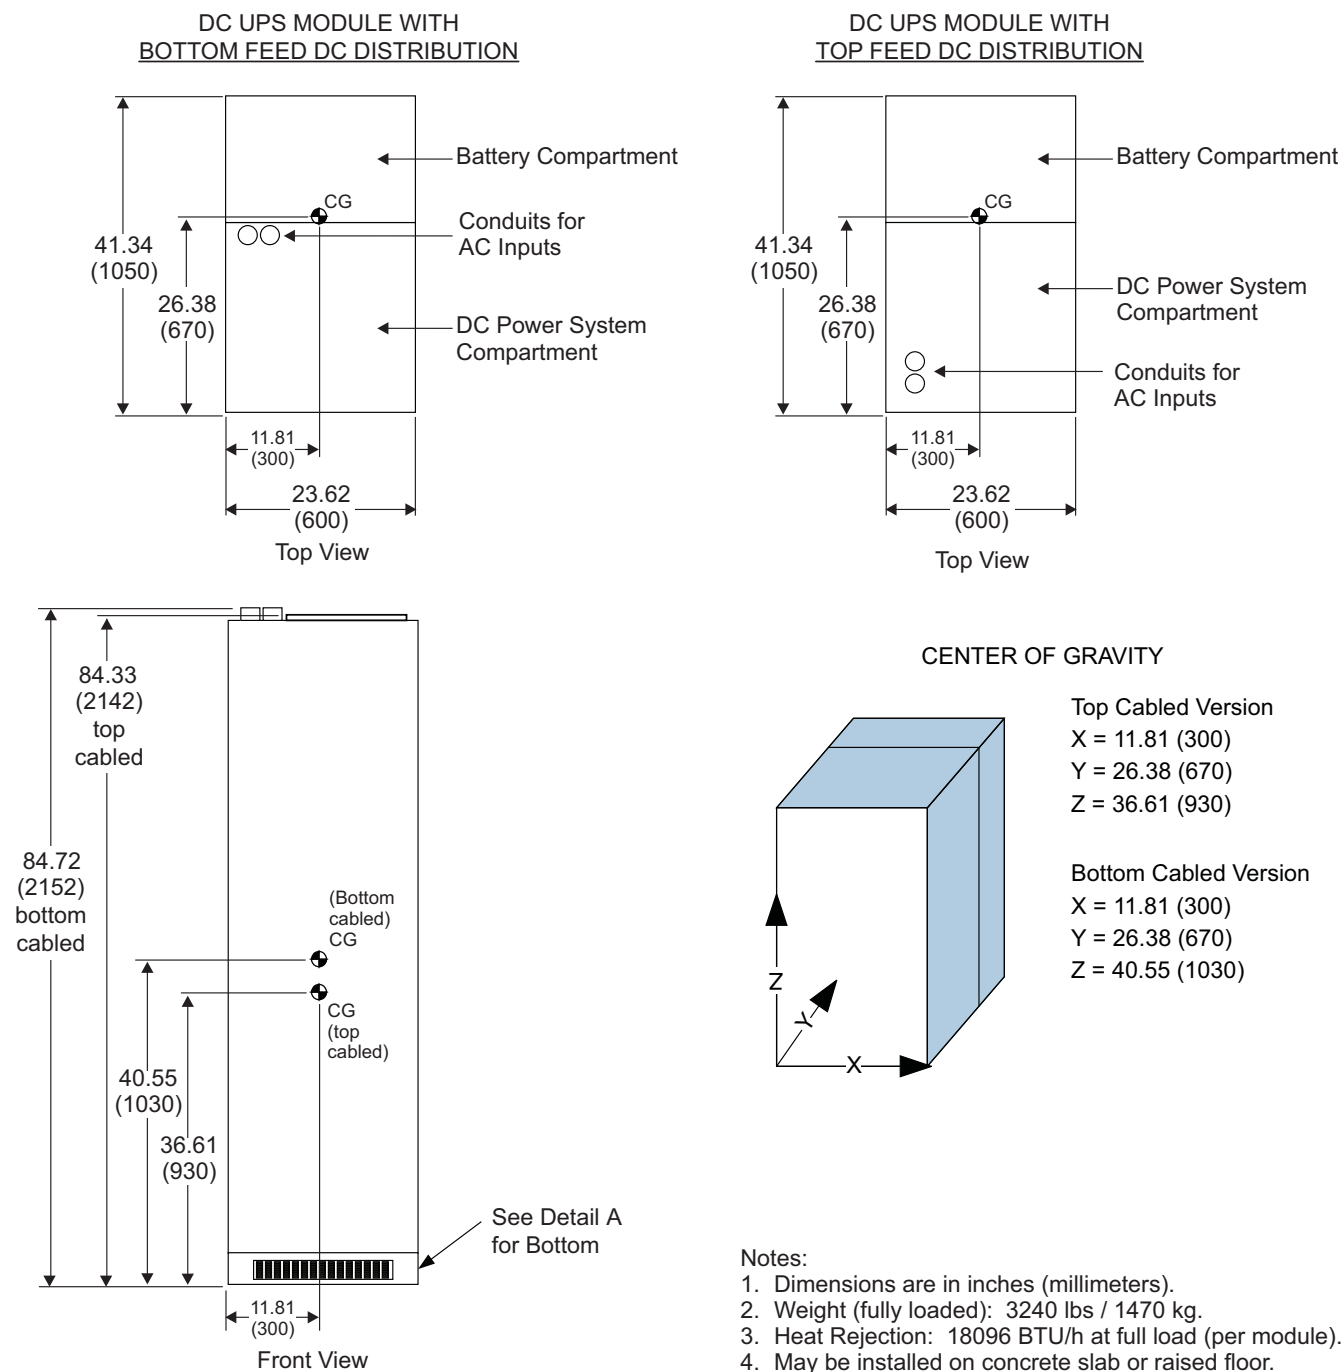 DC UPS MODULE WITH
BOTTOM FEED DC DISTRIBUTION
Battery Compartment
CG
Conduits for
AC Inputs
41.34
(1050)
26.38
(670)
DC Power System
Compartment
11.81
(300)
23.62
(600)
Top View
DC UPS MODULE WITH
TOP FEED DC DISTRIBUTION
Battery Compartment
CG
41.34
(1050)
26.38
(670)
DC Power System
Compartment
Conduits for
AC Inputs
11.81
(300)
23.62
(600)
Top View
84.33
(2142)
top
cabled
84.72
(2152)
bottom
cabled
(Bottom
cabled)
CG
CG
(top
cabled)
40.55
(1030)
36.61
(930)
See Detail A
for Bottom
11.81
(300)
Front View
CENTER OF GRAVITY
Top Cabled Version
X = 11.81 (300)
Y = 26.38 (670)
Z = 36.61 (930)
Bottom Cabled Version
X = 11.81 (300)
Y = 26.38 (670)
Z = 40.55 (1030)
Z
Y
X
Notes:
1. Dimensions are in inches (millimeters).
2. Weight (fully loaded): 3240 lbs / 1470 kg.
3. Heat Rejection: 18096 BTU/h at full load (per module).
4. May be installed on concrete slab or raised floor.